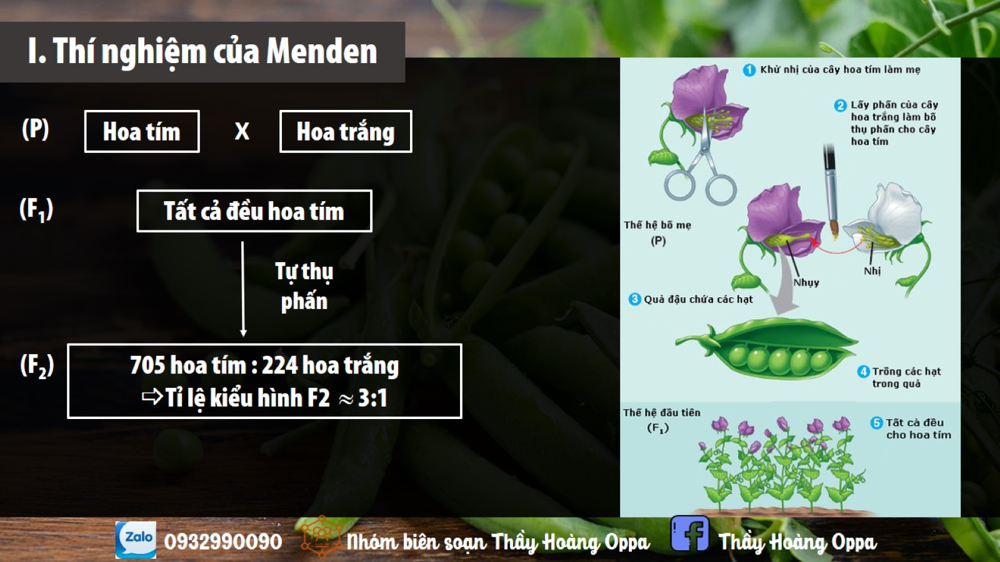 I. Thí nghiệm của Menden
(P)
Hoa tím
X
Hoa trắng
(F₁)
Tất cả đều hoa tím
Tự thụ
phấn
(F₂)
705 hoa tím : 224 hoa trắng
⇨Tỉ lệ kiểu hình F2 ≈ 3:1
1 Khử nhị của cây hoa tím làm mẹ
2 Lấy phấn của cây
hoa trắng làm bố
thụ phấn cho cây
hoa tím
Thế hệ bố mẹ
(P)
Nhị
Nhụy
3 Quả đậu chứa các hạt
4 Trồng các hạt
trong quả
Thế hệ đầu tiên
(F₁)
5 Tất cả đều
cho hoa tím
Zalo
0932990090
Nhóm biên soạn Thầy Hoàng Oppa
f
Thầy Hoàng Oppa